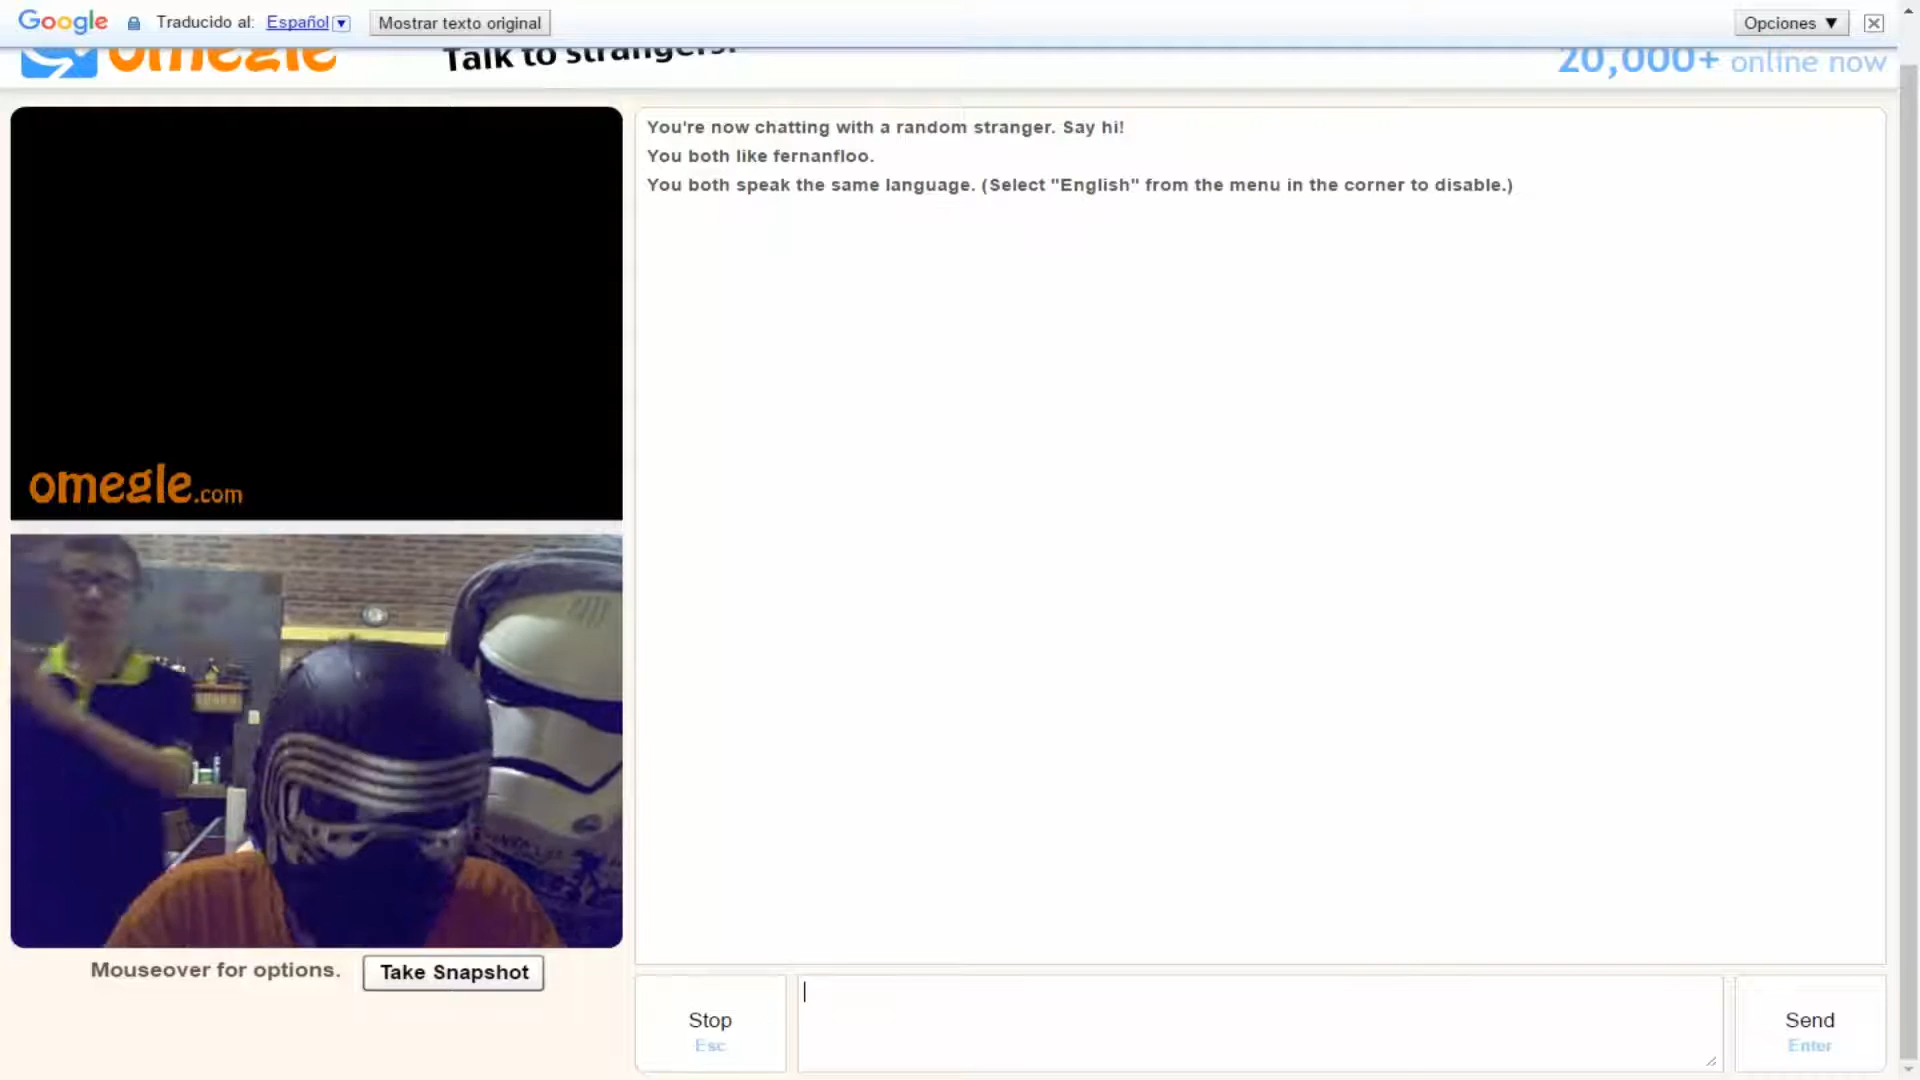 Google Traducido al: Español Mostrar texto original Opciones ▼
omegle Talk to strangers! 20,000+ online now
You're now chatting with a random stranger. Say hi!
You both like fernanfloo.
You both speak the same language. (Select "English" from the menu in the corner to disable.)
omegle.com
Mouseover for options. Take Snapshot
Stop
Esc
Send
Enter